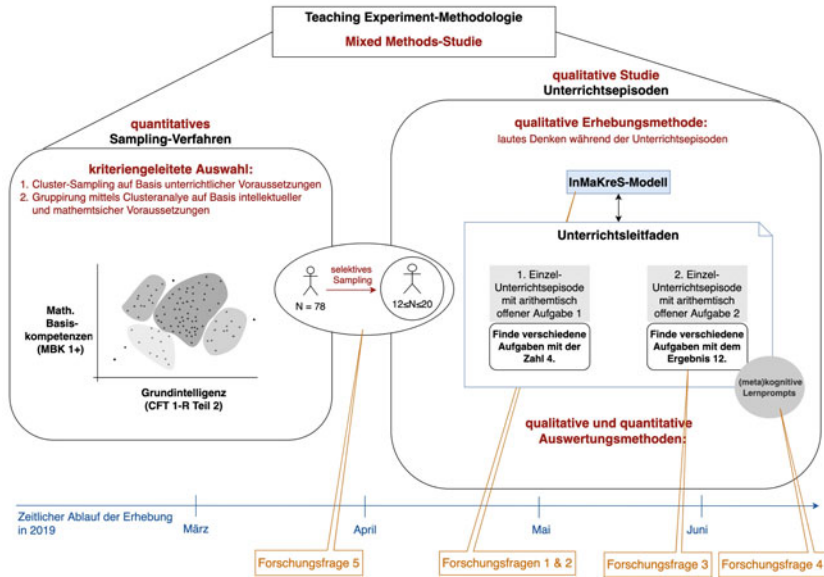 Teaching Experiment-Methodologie
Mixed Methods-Studie
quantitatives
Sampling-Verfahren
kriteriengeleitete Auswahl:
1. Cluster-Sampling auf Basis unterrichtlicher Voraussetzungen
2. Gruppirung mittels Clusteranalye auf Basis intellektueller
und mathemtsicher Voraussetzungen
Math.
Basis-
kompetenzen
(MBK 1+)
Grundintelligenz
(CFT 1-R Teil 2)
selektives
Sampling
N = 78
12≤N≤20
qualitative Studie
Unterrichtsepisoden
qualitative Erhebungsmethode:
lautes Denken während der Unterrichtsepisoden
InMaKreS-Modell
Unterrichtsleitfaden
1. Einzel-
Unterrichtsepisode
mit arithemtisch
offener Aufgabe 1
Finde verschiedene
Aufgaben mit der
Zahl 4.
2. Einzel-
Unterrichtsepisode
mit arithemtisch
offener Aufgabe 2
Finde verschiedene
Aufgaben mit dem
Ergebnis 12.
(meta)kognitive
Lernprompts
qualitative und quantitative
Auswertungsmethoden:
Zeitlicher Ablauf der Erhebung
in 2019
März
April
Mai
Juni
Forschungsfrage 5
Forschungsfragen 1 & 2
Forschungsfrage 3
Forschungsfrage 4